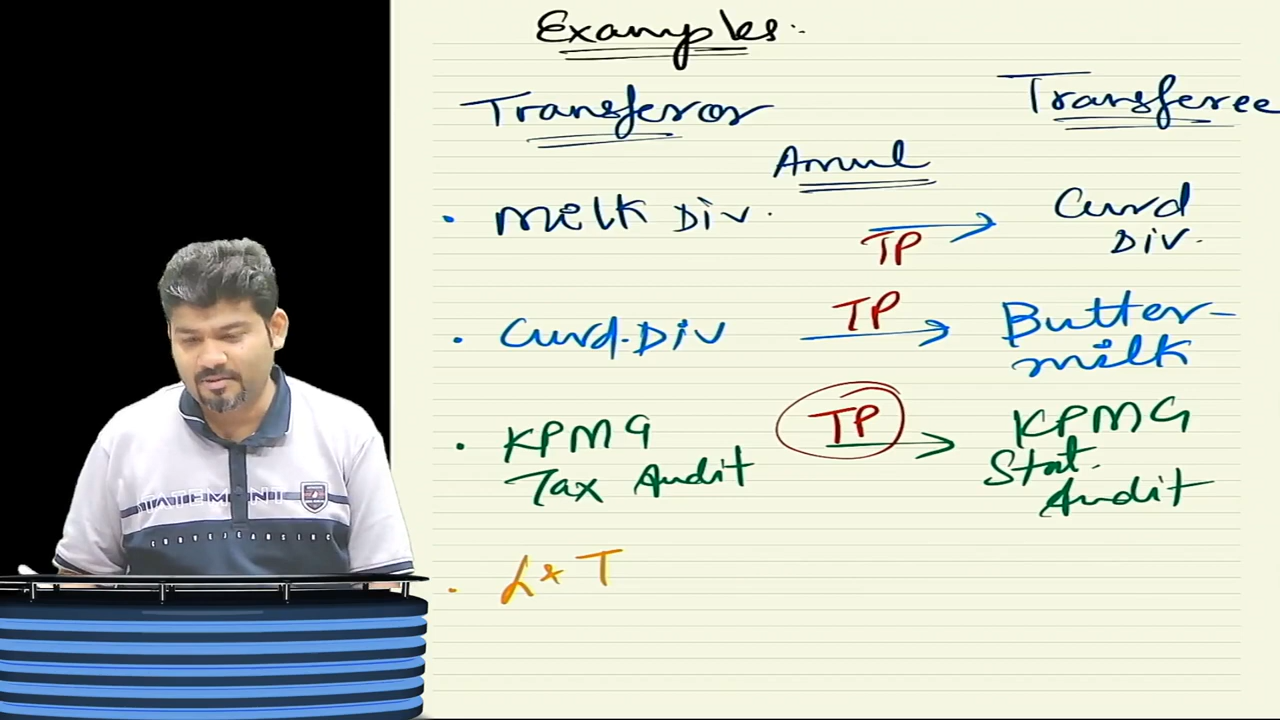 Examples:
Transferor Transferee
Amul
• Milk Div. TP Curd
Div.
• Curd.Div TP Butter-
milk
• KPMG TP KPMG
Tax Audit Stat.
Audit
• L&T
STATEMENT